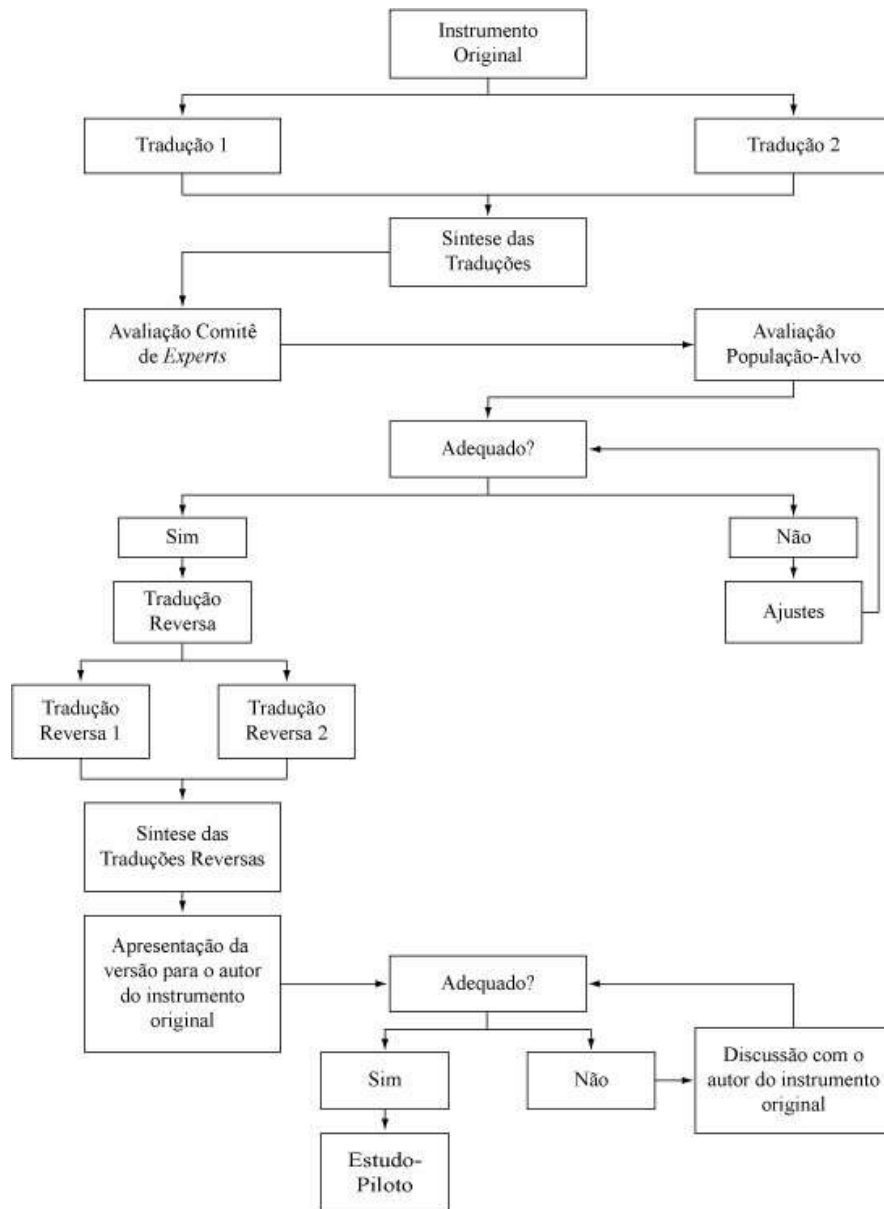 Instrumento
Original
Tradução 1
Tradução 2
Síntese das
Traduções
Avaliação Comitê
de Experts
Avaliação
População-Alvo
Adequado?
Sim
Não
Tradução
Reversa
Ajustes
Tradução
Reversa 1
Tradução
Reversa 2
Síntese das
Traduções Reversas
Apresentação da
versão para o autor
do instrumento
original
Adequado?
Sim
Não
Discussão com o
autor do instrumento
original
Estudo-
Piloto